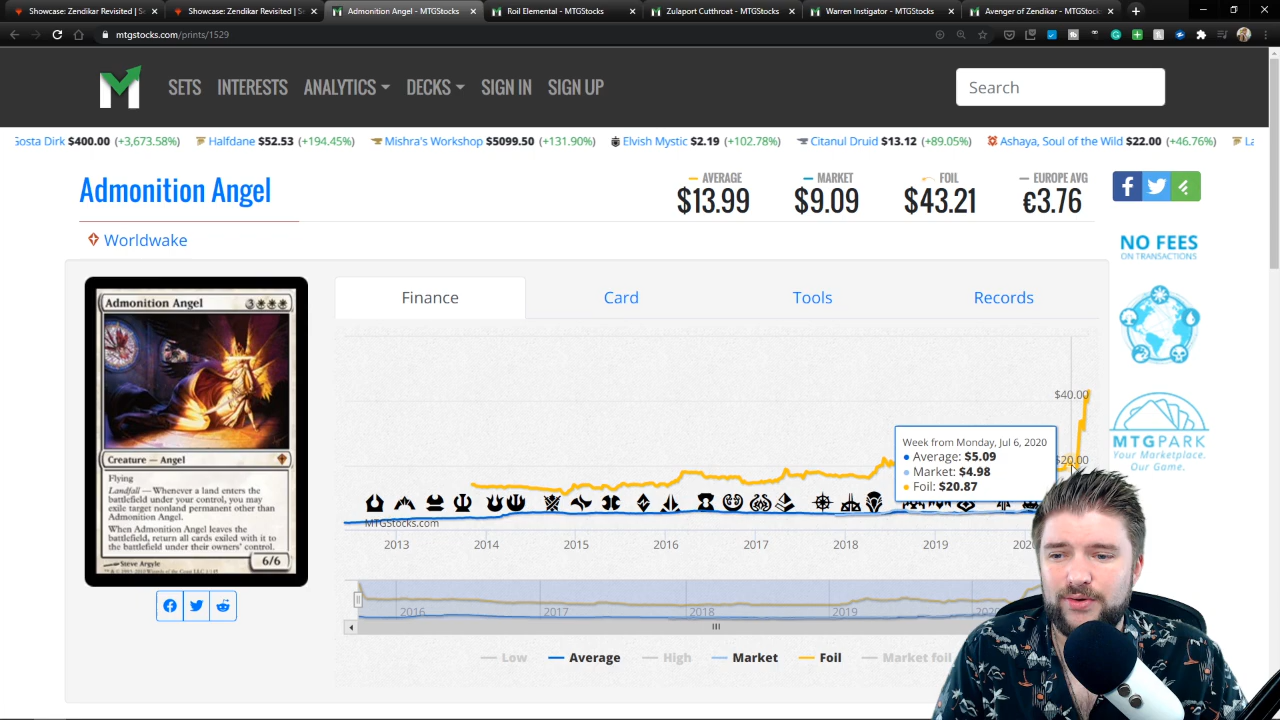 Showcase: Zendikar Revisited | Sc
Showcase: Zendikar Revisited | Sc
Admonition Angel - MTGStocks
Roil Elemental - MTGStocks
Zulaport Cutthroat - MTGStocks
Warren Instigator - MTGStocks
Avenger of Zendikar - MTGStocks
mtgstocks.com/prints/1529
SETS INTERESTS ANALYTICS DECKS SIGN IN SIGN UP
Search
Gosta Dirk $400.00 (+3,673.58%) Halfdane $52.53 (+194.45%) Mishra's Workshop $5099.50 (+131.90%) Elvish Mystic $2.19 (+102.78%) Citanul Druid $13.12 (+89.05%) Ashaya, Soul of the Wild $22.00 (+46.76%) La
Admonition Angel
AVERAGE MARKET FOIL EUROPE AVG
$13.99 $9.09 $43.21 €3.76
Worldwake
NO FEES
ON TRANSACTIONS
Finance Card Tools Records
Admonition Angel
Creature — Angel
Flying
Landfall — Whenever a land enters the
battlefield under your control, you may
exile target nonland permanent other than
Admonition Angel.
When Admonition Angel leaves the
battlefield, return all cards exiled with it to
the battlefield under their owners' control.
Steve Argyle
6/6
$40.00
$20.00
Week from Monday, Jul 6, 2020
Average: $5.09
Market: $4.98
Foil: $20.87
MTGStocks.com
2013 2014 2015 2016 2017 2018 2019 202
2016 2017 2018 2019 202
Low Average High Market Foil Market foil
MTGPARK
Your Marketplace.
Our Game.